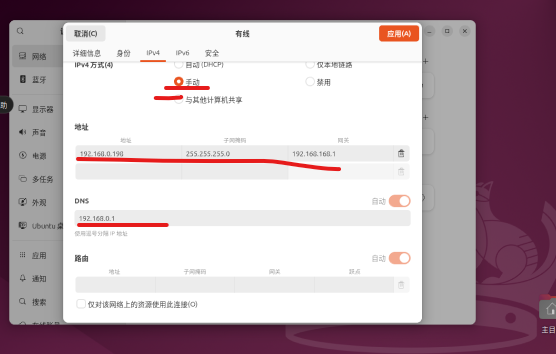 取消(C) 有线 应用(A)
详细信息 身份 IPv4 IPv6 安全
IPv4 方式(4) 自动 (DHCP) 仅本地链路
手动 禁用
与其他计算机共享
地址
地址 子网掩码 网关
192.168.0.190 255.255.255.0 192.168.168.1
DNS 自动
192.168.0.1
使用逗号分隔 IP 地址
路由 自动
地址 子网掩码 网关 跃点
仅对该网络上的资源使用此连接(O)
网络
蓝牙
显示器
声音
电源
多任务
外观
Ubuntu 桌
应用
通知
搜索
助
主目